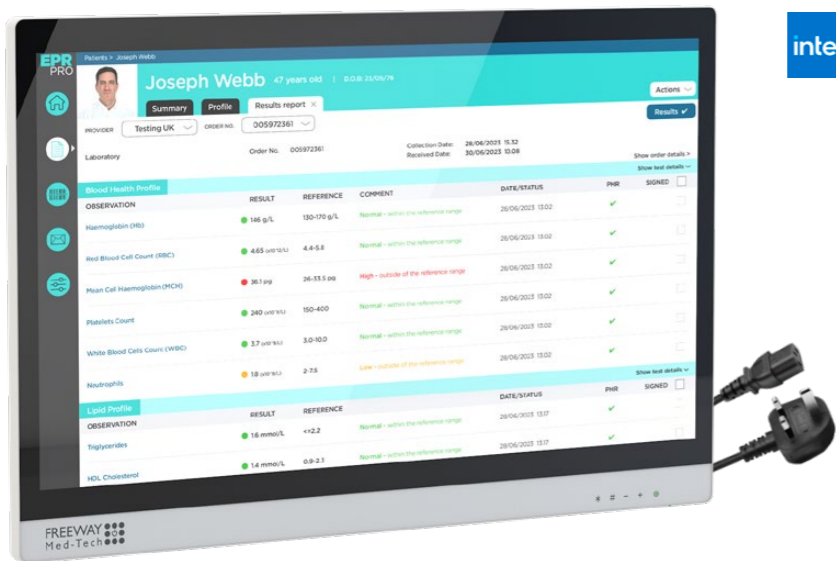 inte
EPR
PRO
Patients > Joseph Webb
Joseph Webb 47 years old | D.O.B: 23/05/76
Summary Profile Results report ×
Actions
Results ✔
PROVIDER Testing UK ORDER NO. 005972361
Laboratory Order No. 005972361 Collection Date: 28/06/2023 15.32
Received Date: 30/06/2023 10.08
Show order details >
Show test details
Blood Health Profile
OBSERVATION RESULT REFERENCE COMMENT DATE/STATUS PHR SIGNED
Haemoglobin (Hb) 146 g/L 130-170 g/L Normal - within the reference range 28/06/2023 13.02 ✔
Red Blood Cell Count (RBC) 4.65 4.4-5.8 Normal - within the reference range 28/06/2023 13.02 ✔
Mean Cell Haemoglobin (MCH) 36.1 pg 26-33.5 pg High - outside of the reference range 28/06/2023 13.02 ✔
Platelets Count 240 150-400 Normal - within the reference range 28/06/2023 13.02 ✔
White Blood Cells Count (WBC) 3.7 3.0-10.0 Normal - within the reference range 28/06/2023 13.02 ✔
Neutrophils 1.8 2-7.5 Low - outside of the reference range 28/06/2023 13.02 ✔
Show test details
Lipid Profile
OBSERVATION RESULT REFERENCE DATE/STATUS PHR SIGNED
Triglycerides 1.6 mmol/L <=2.2 Normal - within the reference range 28/06/2023 13.17 ✔
HDL Cholesterol 1.4 mmol/L 0.9-2.3 Normal - within the reference range 28/06/2023 13.17 ✔
FREEWAY
Med-Tech